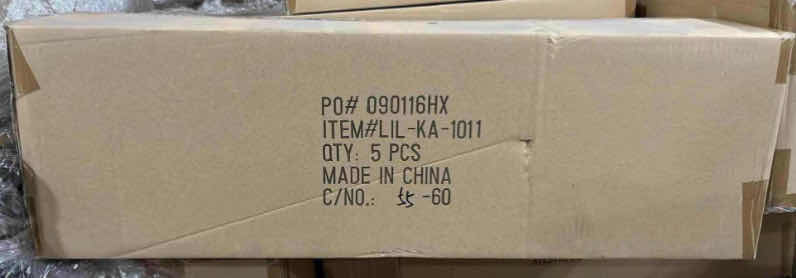 PO# 090116HX
ITEM#LIL-KA-1011
QTY: 5 PCS
MADE IN CHINA
C/NO.: 55 -60